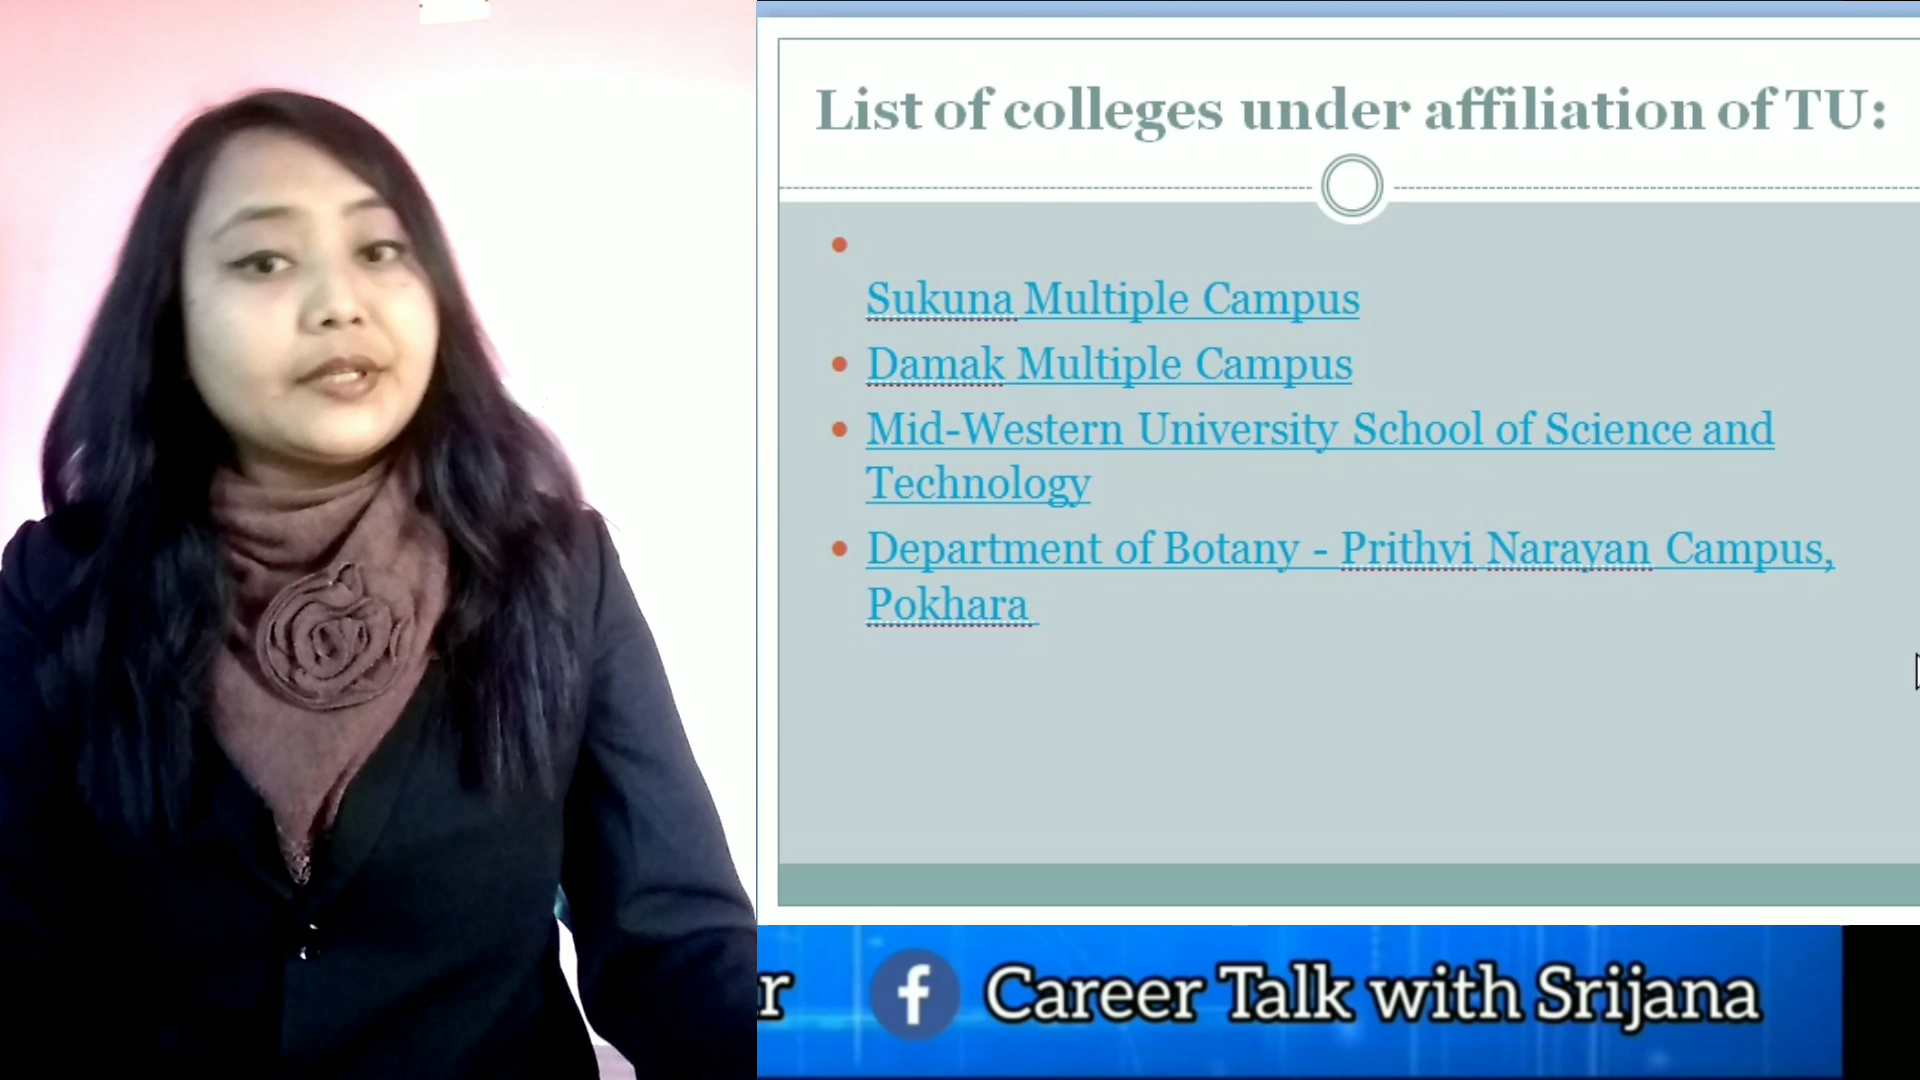 List of colleges under affiliation of TU:
Sukuna Multiple Campus
Damak Multiple Campus
Mid-Western University School of Science and
Technology
Department of Botany - Prithvi Narayan Campus,
Pokhara
Career Talk with Srijana